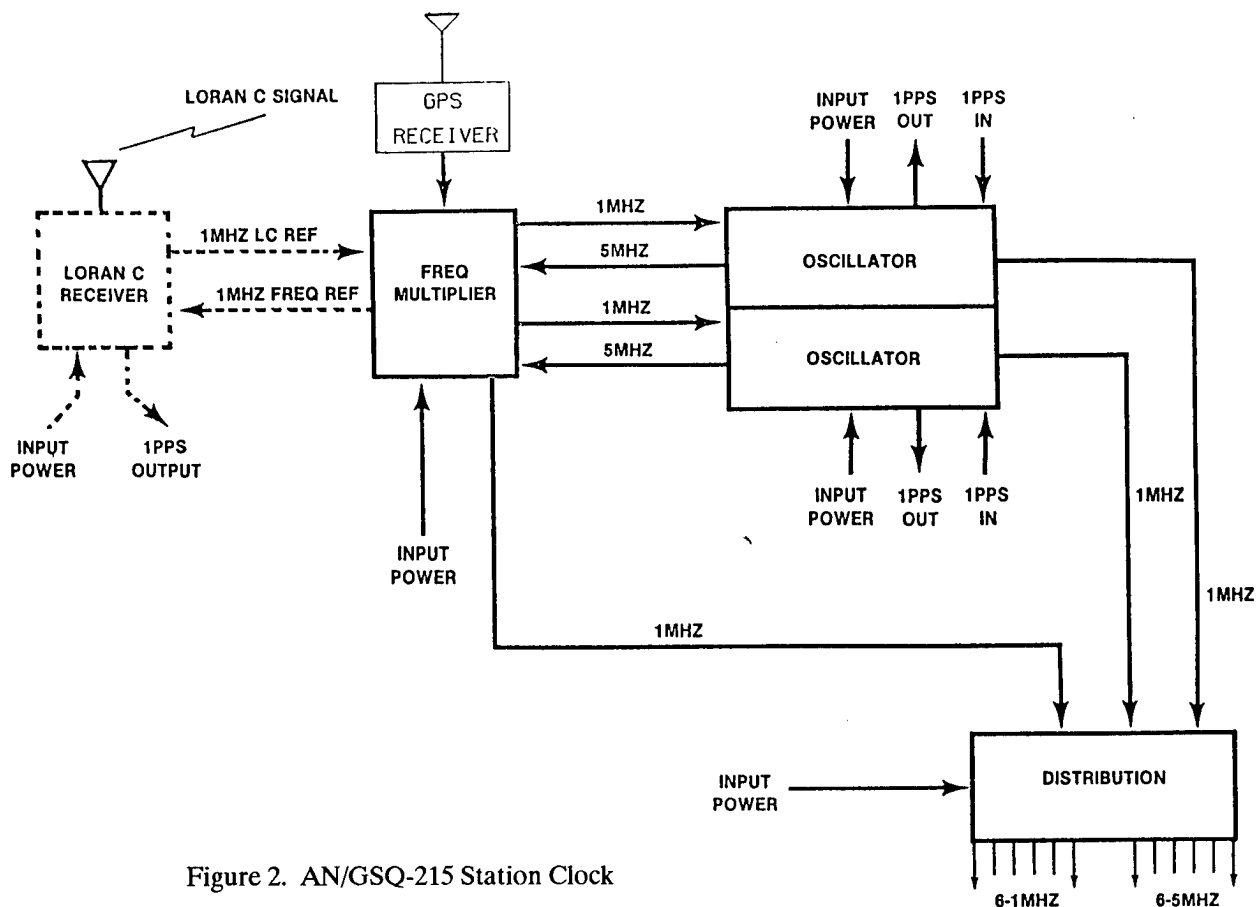 LORAN C SIGNAL
GPS
RECEIVER
INPUT
POWER
1PPS
OUT
1PPS
IN
LORAN C
RECEIVER
1MHZ LC REF
1MHZ FREQ REF
FREQ
MULTIPLIER
1MHZ
5MHZ
1MHZ
5MHZ
OSCILLATOR
OSCILLATOR
INPUT
POWER
1PPS
OUTPUT
INPUT
POWER
INPUT
POWER
1PPS
OUT
1PPS
IN
1MHZ
1MHZ
1MHZ
INPUT
POWER
DISTRIBUTION
6-1MHZ
6-5MHZ
Figure 2. AN/GSQ-215 Station Clock